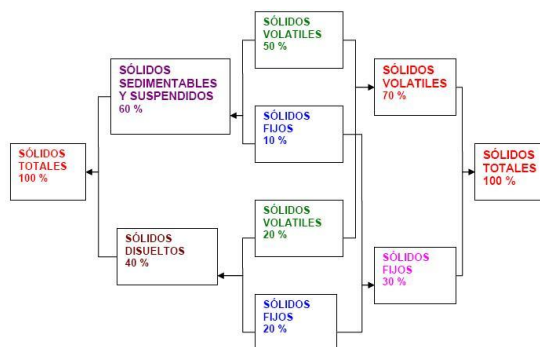 SÓLIDOS
TOTALES
100 %
SÓLIDOS
SEDIMENTABLES
Y SUSPENDIDOS
60 %
SÓLIDOS
DISUELTOS
40 %
SÓLIDOS
VOLATILES
50 %
SÓLIDOS
FIJOS
10 %
SÓLIDOS
VOLATILES
20 %
SÓLIDOS
FIJOS
20 %
SÓLIDOS
VOLATILES
70 %
SÓLIDOS
FIJOS
30 %
SÓLIDOS
TOTALES
100 %